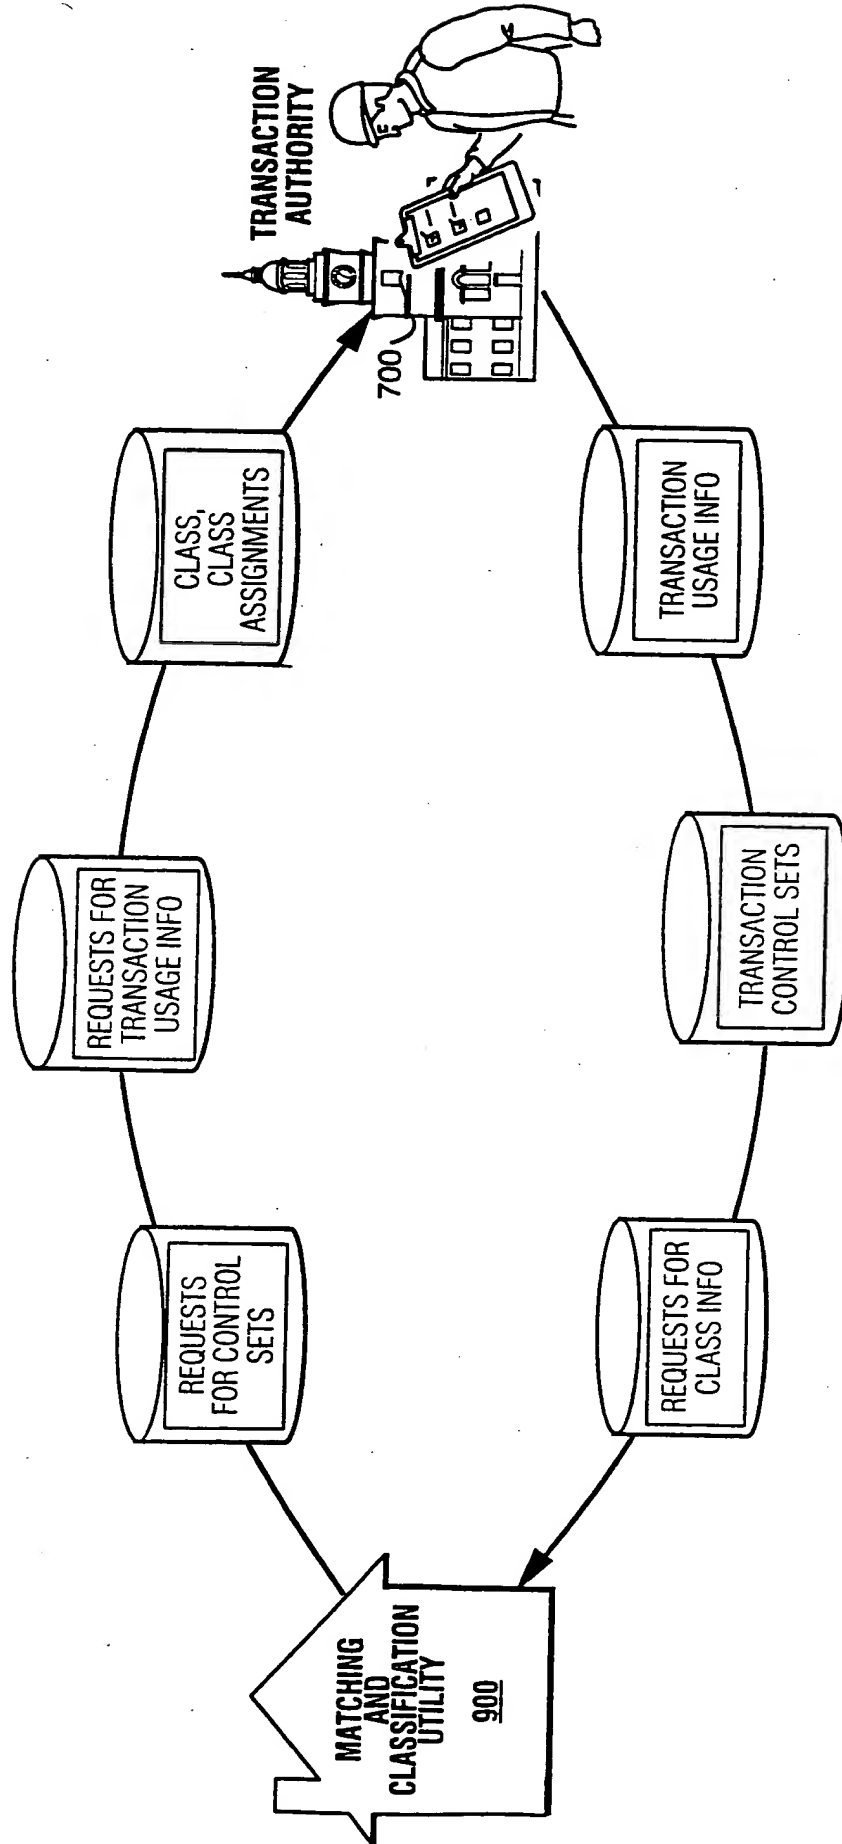 MATCHING
AND
CLASSIFICATION
UTILITY
900
REQUESTS
FOR CONTROL
SETS
REQUESTS FOR
TRANSACTION
USAGE INFO
CLASS,
CLASS
ASSIGNMENTS
TRANSACTION
AUTHORITY
700
TRANSACTION
USAGE INFO
TRANSACTION
CONTROL SETS
REQUESTS FOR
CLASS INFO